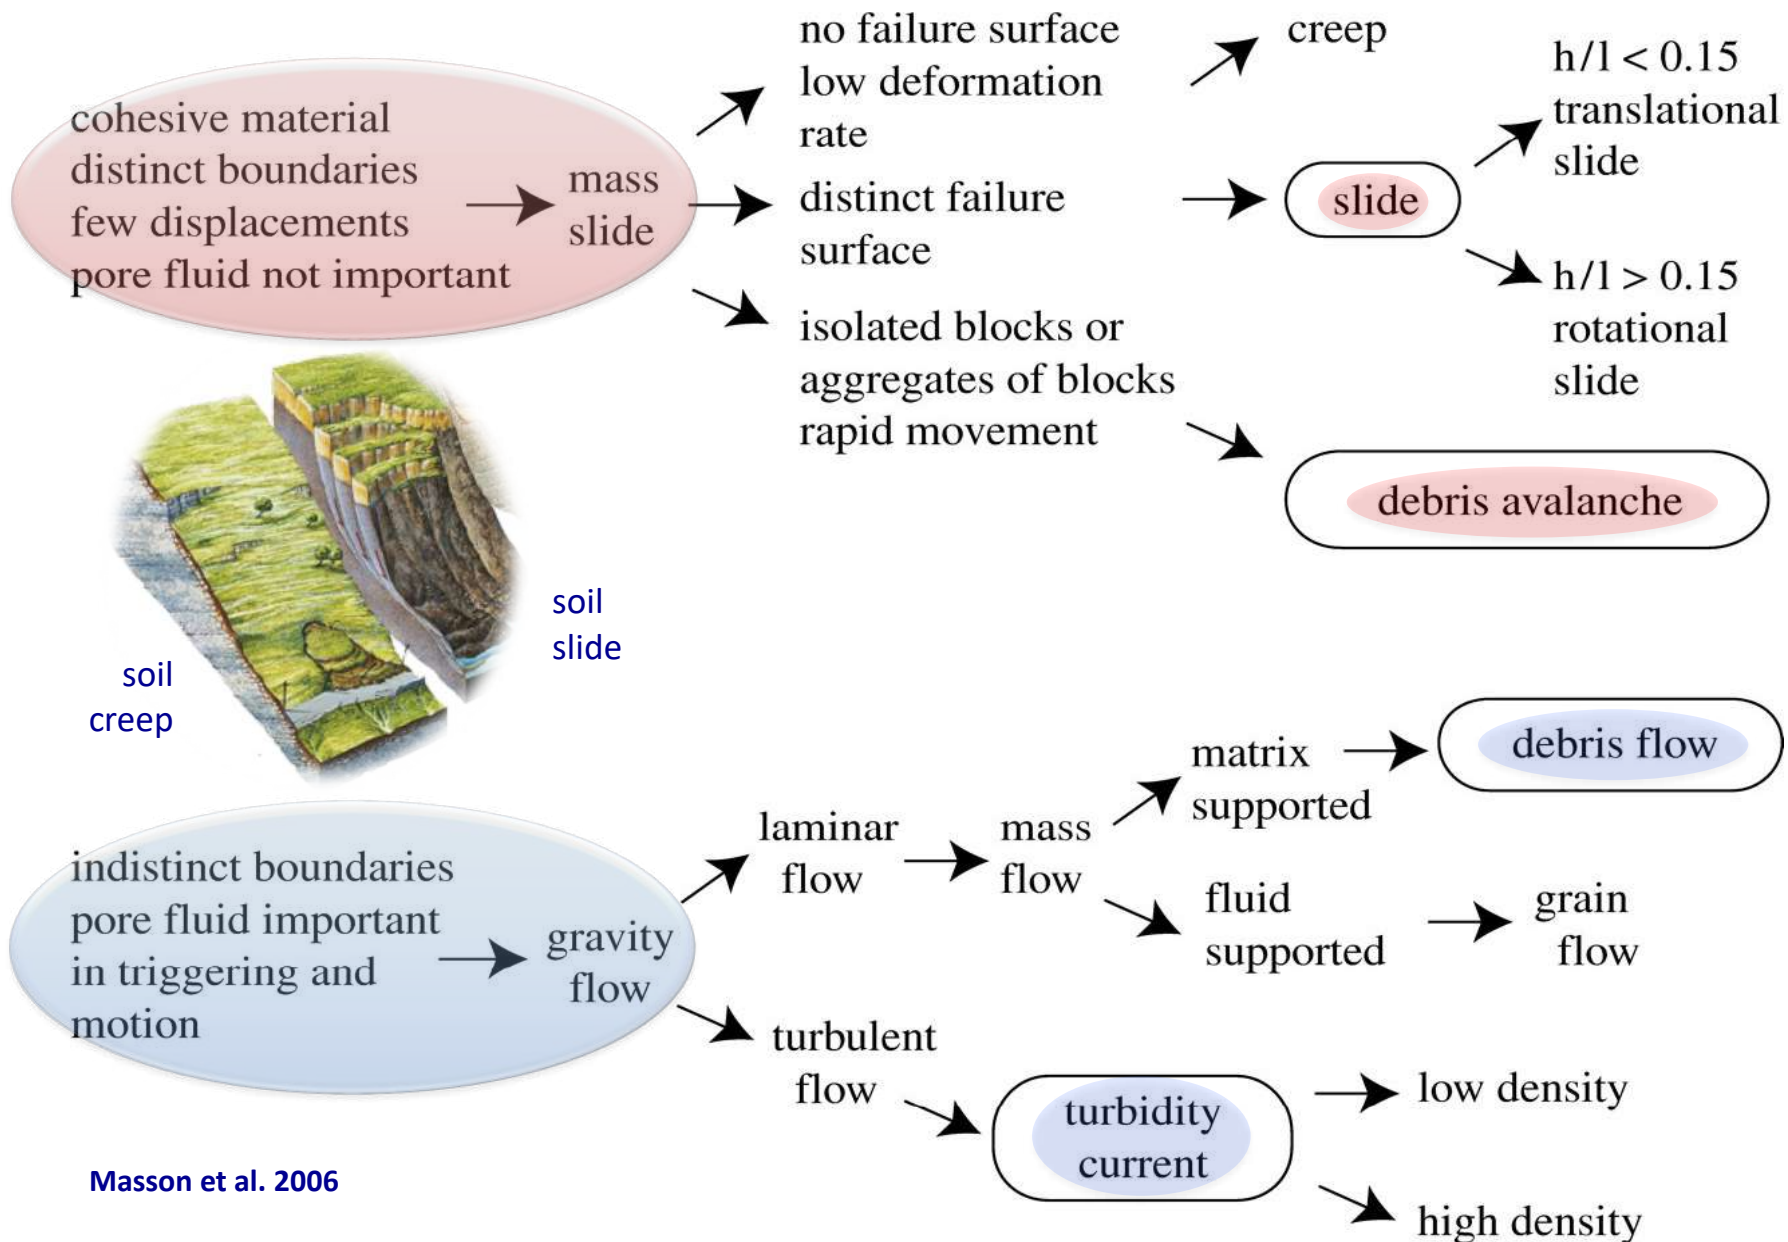 cohesive material
distinct boundaries
few displacements
pore fluid not important
mass
slide
no failure surface
low deformation
rate
creep
distinct failure
surface
slide
h/l < 0.15
translational
slide
h/l > 0.15
rotational
slide
isolated blocks or
aggregates of blocks
rapid movement
debris avalanche
soil
slide
soil
creep
indistinct boundaries
pore fluid important
in triggering and
motion
gravity
flow
laminar
flow
mass
flow
matrix
supported
debris flow
fluid
supported
grain
flow
turbulent
flow
turbidity
current
low density
high density
Masson et al. 2006